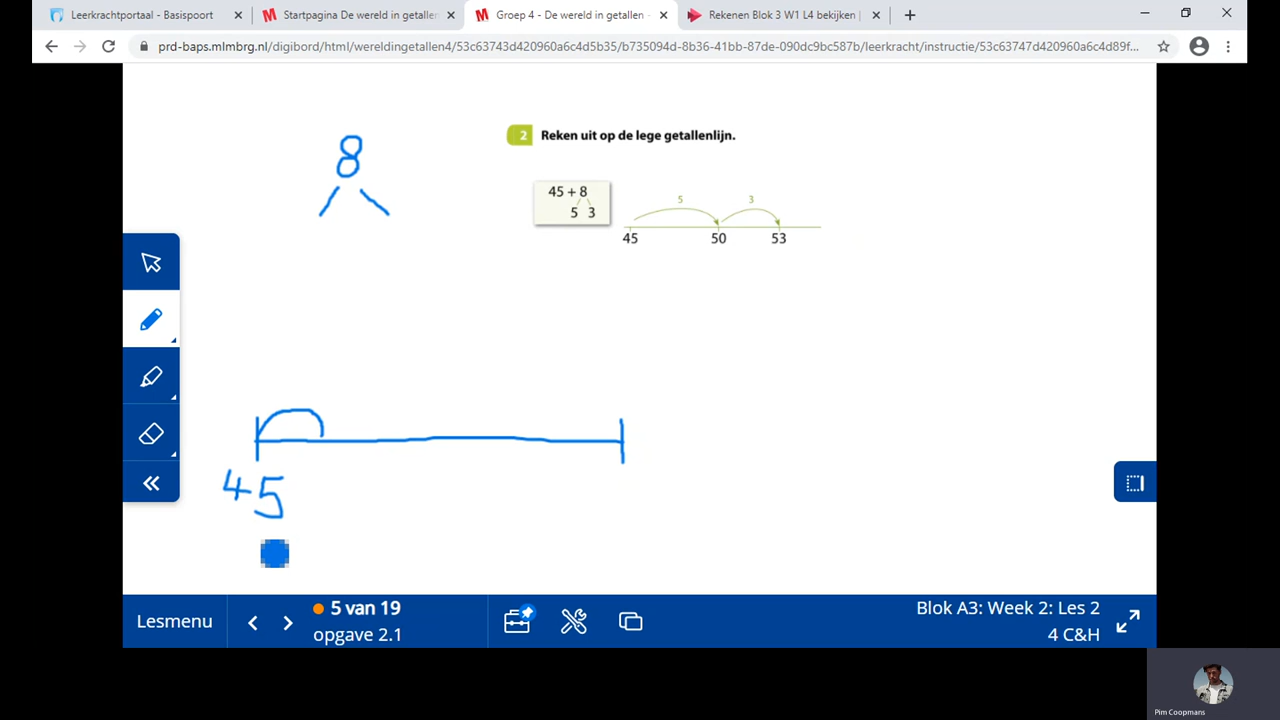 Leerkrachtportaal - Basispoort
Startpagina De wereld in getallen
Groep 4 - De wereld in getallen -
Rekenen Blok 3 W1 L4 bekijken |
prd-baps.mlmbrg.nl/digibord/html/wereldingetallen4/53c63743d420960a6c4d5b35/b735094d-8b36-41bb-87de-090dc9bc587b/leerkracht/instructie/53c63747d420960a6c4d89f...
8
2 Reken uit op de lege getallenlijn.
45 + 8
5 3
5 3
45 50 53
45
Lesmenu
5 van 19
opgave 2.1
Blok A3: Week 2: Les 2
4 C&H
Pim Coopmans